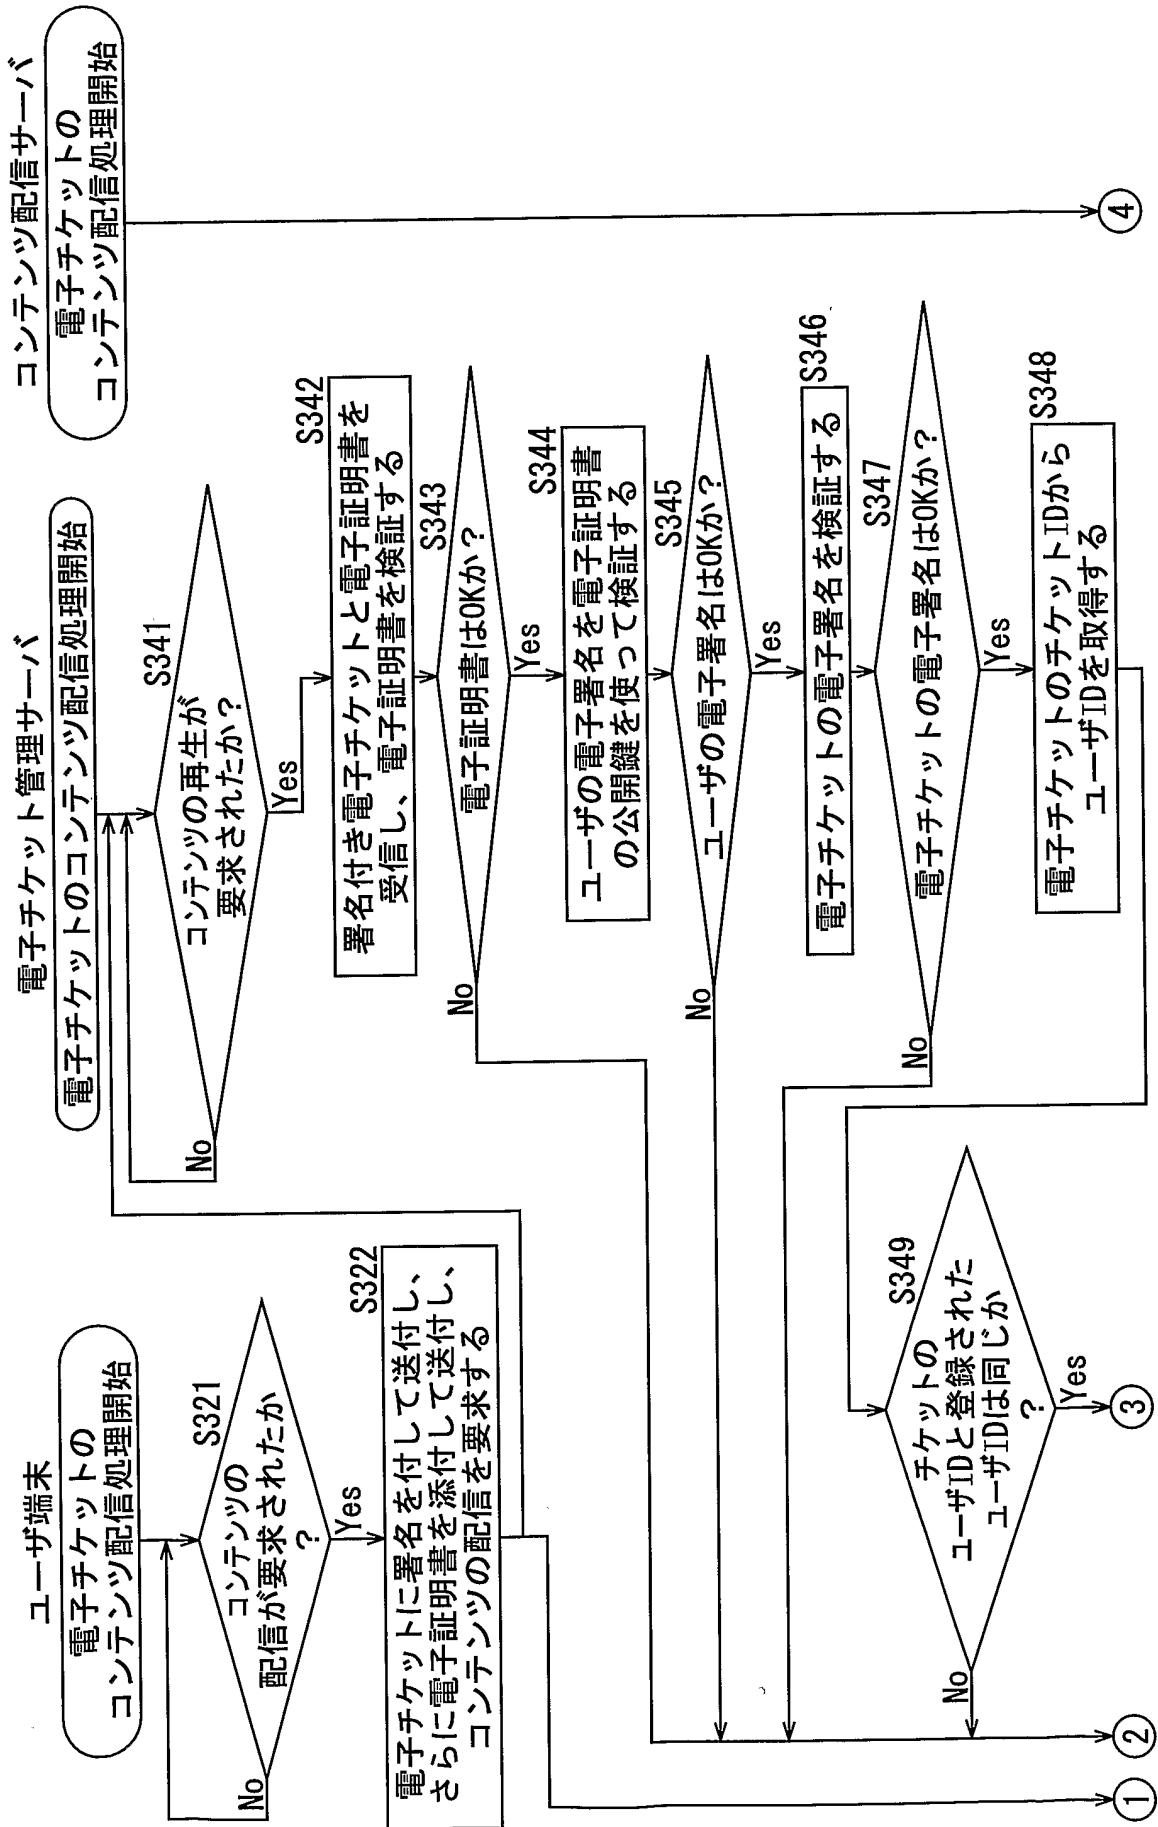 ユーザ端末
電子チケットの
コンテンツ配信処理開始
S321
コンテンツの
配信が要求されたか
？
No
Yes
S322
電子チケットに署名を付して送付し、
さらに電子証明書を添付して送付し、
コンテンツの配信を要求する
①
電子チケット管理サーバ
電子チケットのコンテンツ配信処理開始
S341
コンテンツの再生が
要求されたか？
No
Yes
S342
署名付き電子チケットと電子証明書を
受信し、電子証明書を検証する
S343
電子証明書はOKか？
No
Yes
S344
ユーザの電子署名を電子証明書
の公開鍵を使って検証する
S345
ユーザの電子署名はOKか？
No
Yes
S346
電子チケットの電子署名を検証する
S347
電子チケットの電子署名はOKか？
No
Yes
S348
電子チケットのチケットIDから
ユーザIDを取得する
S349
チケットの
ユーザIDと登録された
ユーザIDは同じか
？
No
Yes
②
③
コンテンツ配信サーバ
電子チケットの
コンテンツ配信処理開始
④